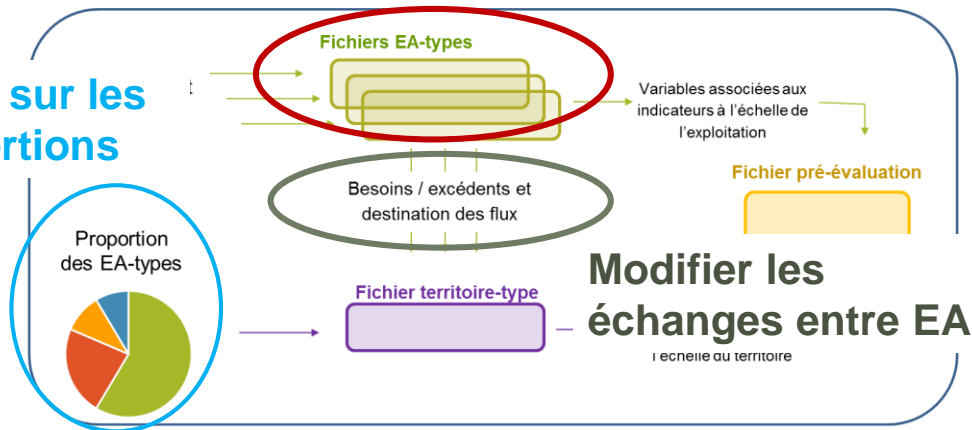 Fichiers EA-types
sur les
Variables associées aux
indicateurs à l'échelle de
l'exploitation
Fichier pré-évaluation
Besoins / excédents et
destination des flux
Proportion
des EA-types
Fichier territoire-type
Modifier les
échanges entre EA
l'échelle du territoire